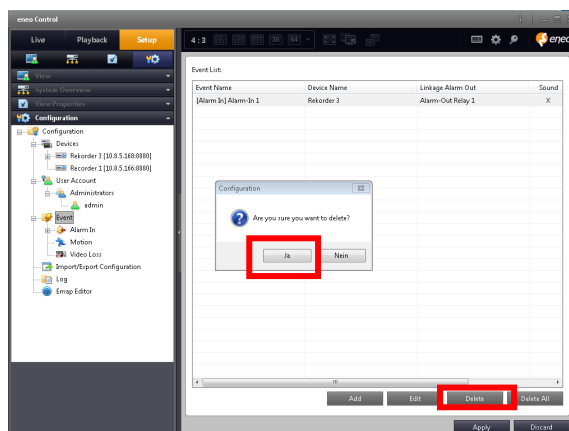 eneo Control
Live Playback Setup
4:3 36 64 eneo
View
System Overview
View Properties
Configuration
Configuration
Devices
Rekorder 3 [10.8.5.168:8080]
Recorder 1 [10.8.5.166:8080]
User Account
Administrators
admin
Event
Alarm In
Motion
Video Loss
Import/Export Configuration
Log
Emap Editor
Event List:
Event Name Device Name Linkage Alarm Out Sound
[Alarm In] Alarm-In 1 Rekorder 3 Alarm-Out Relay 1 X
Configuration
Are you sure you want to delete?
Ja Nein
Add Edit Delete Delete All
Apply Discard